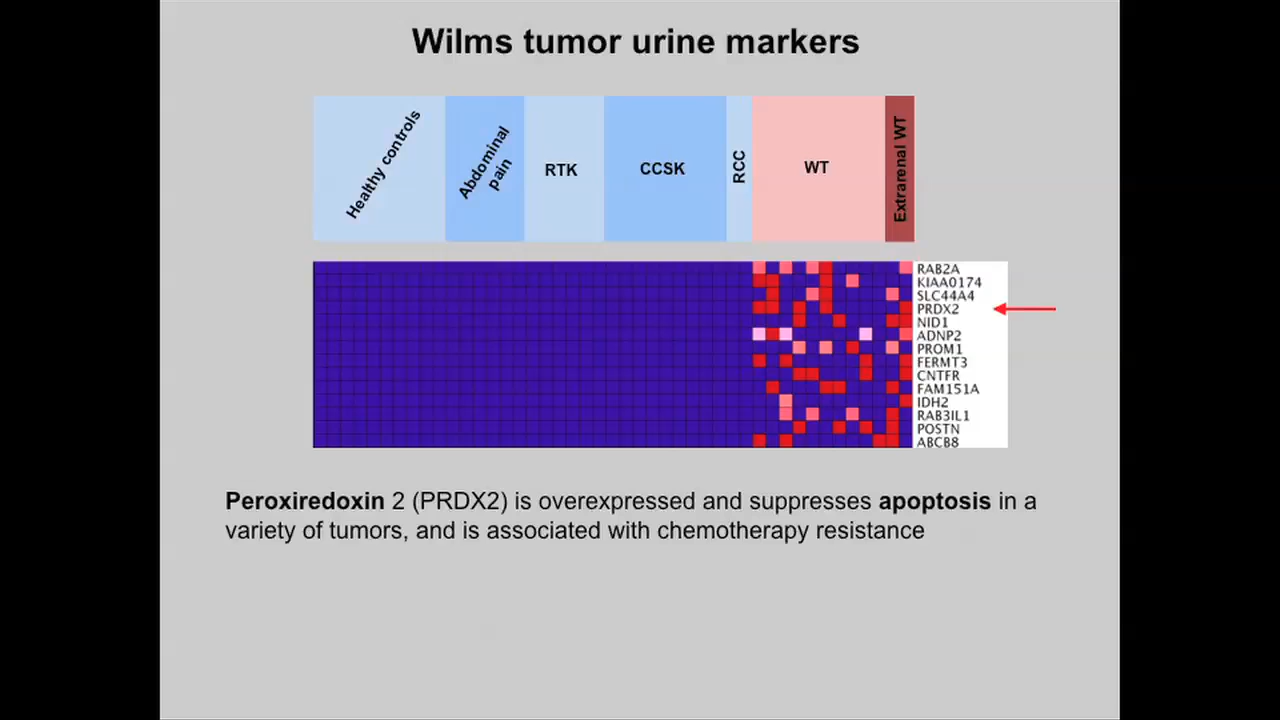 Wilms tumor urine markers
Healthy controls
Abdominal
pain
RTK
CCSK
RCC
WT
Extrarenal WT
RAB2A
KIAA0174
SLC44A4
PRDX2
NID1
ADNP2
PROM1
FERMT3
CNTFR
FAM151A
IDH2
RAB3IL1
POSTN
ABCB8
Peroxiredoxin 2 (PRDX2) is overexpressed and suppresses apoptosis in a
variety of tumors, and is associated with chemotherapy resistance